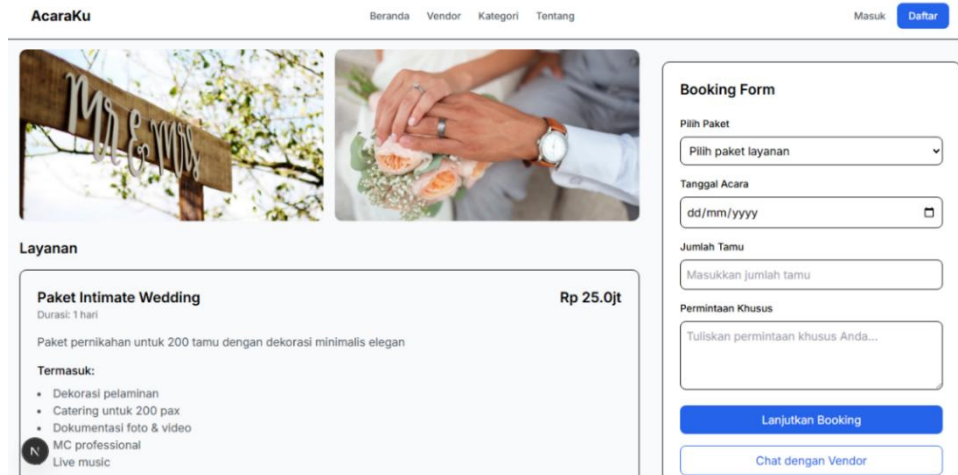 AcaraKu
Beranda Vendor Kategori Tentang
Masuk Daftar
Mr & Mrs
Layanan
Paket Intimate Wedding Rp 25.0jt
Durasi: 1 hari
Paket pernikahan untuk 200 tamu dengan dekorasi minimalis elegan
Termasuk:
• Dekorasi pelaminan
• Catering untuk 200 pax
• Dokumentasi foto & video
MC professional
Live music
N
Booking Form
Pilih Paket
Pilih paket layanan
Tanggal Acara
dd/mm/yyyy
Jumlah Tamu
Masukkan jumlah tamu
Permintaan Khusus
Tuliskan permintaan khusus Anda...
Lanjutkan Booking
Chat dengan Vendor